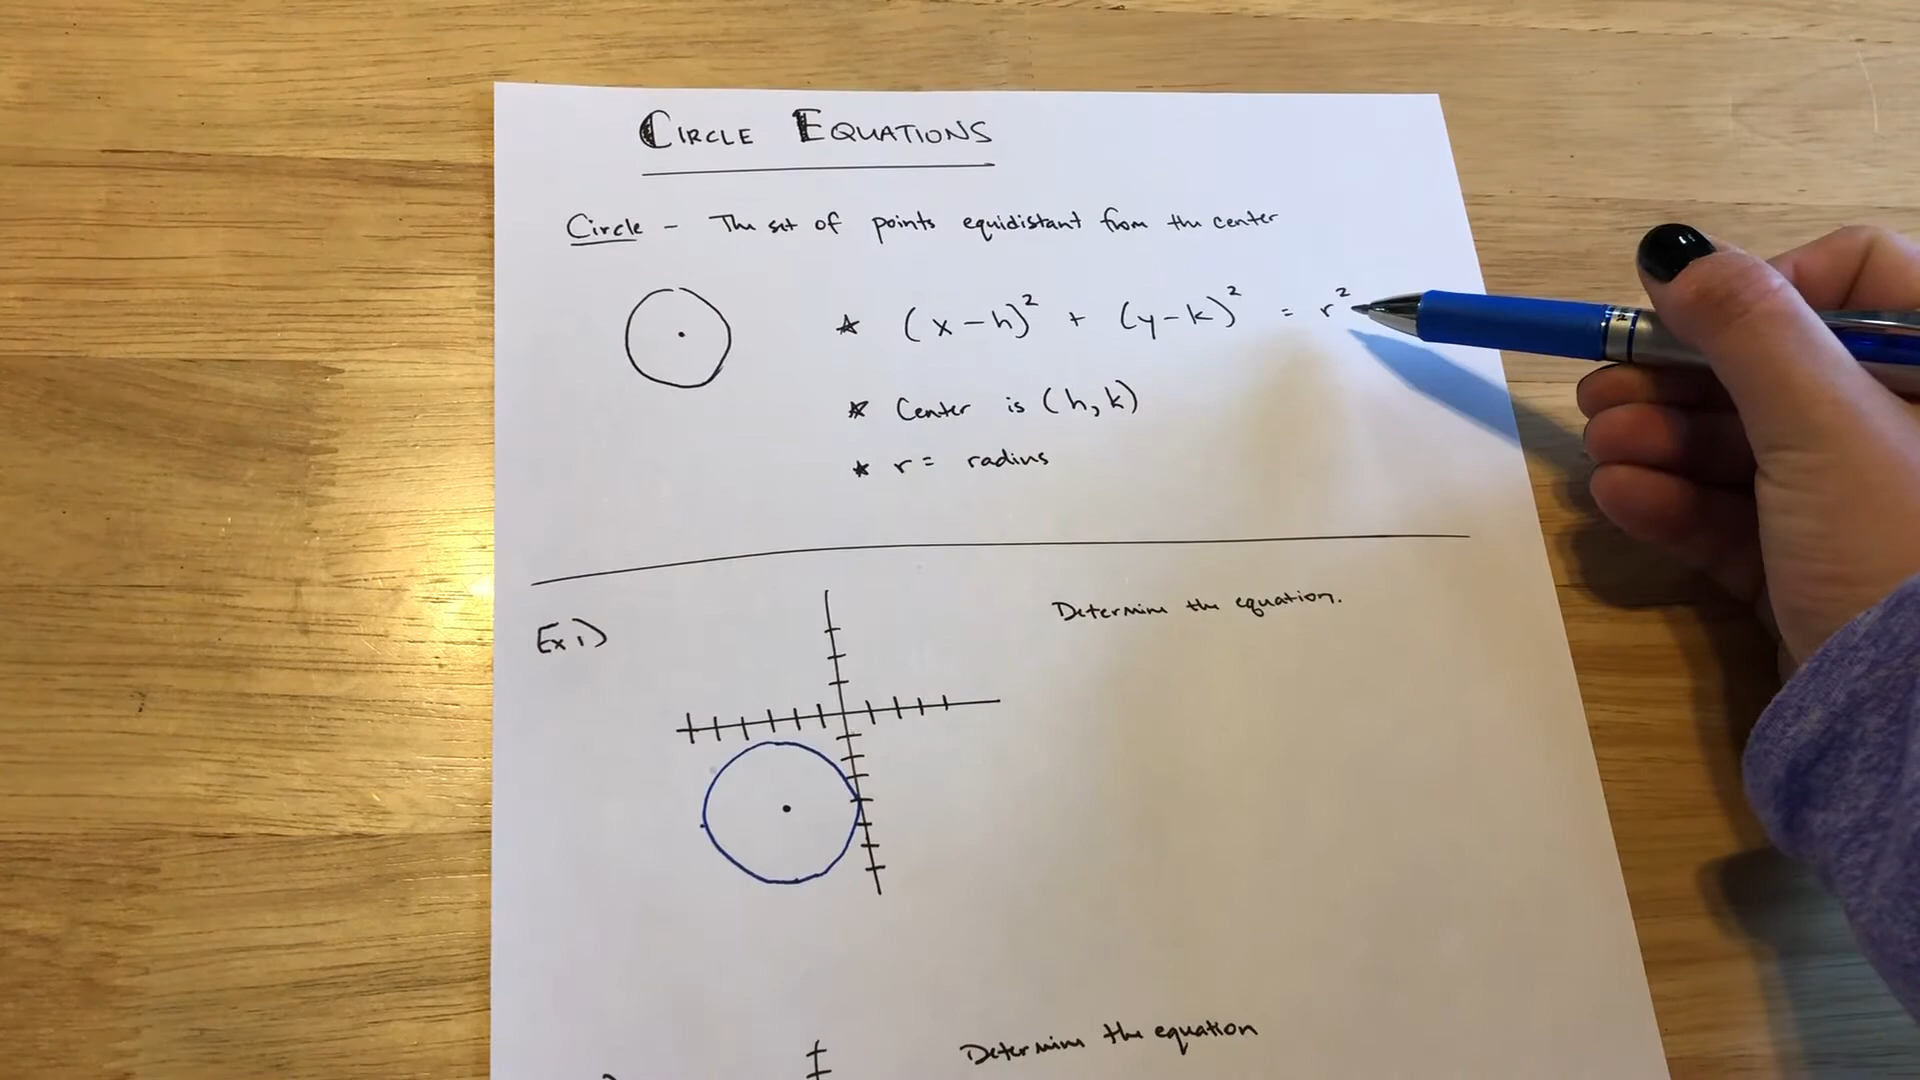 CIRCLE EQUATIONS
Circle - The set of points equidistant from the center
★ (x-h)² + (y-k)² = r²
★ Center is (h,k)
★ r = radius
Ex 1)
Determine the equation.
Determine the equation